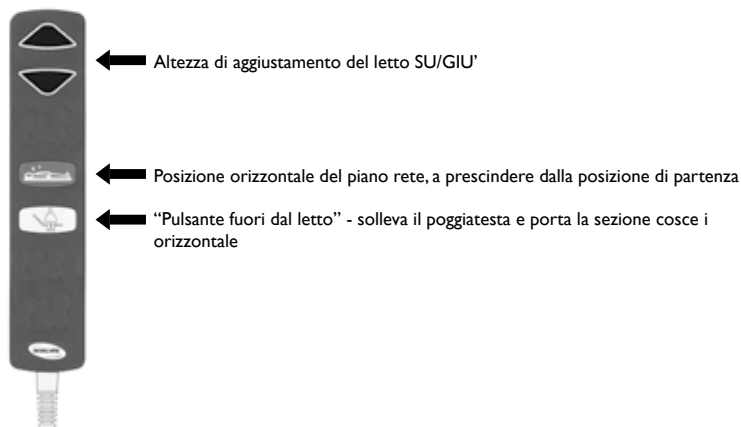 Altezza di aggiustamento del letto SU/GIU’
Posizione orizzontale del piano rete, a prescindere dalla posizione di partenza
“Pulsante fuori dal letto” - solleva il poggiatesta e porta la sezione cosce i
orizzontale